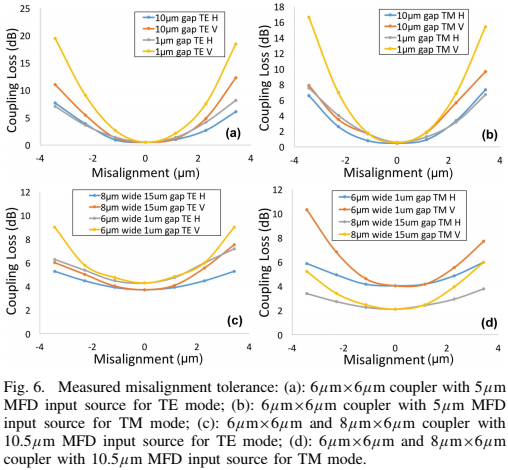 25
20
15
10
5
0
Coupling Loss (dB)
10μm gap TE H
10μm gap TE V
1μm gap TE H
1μm gap TE V
(a)
-4 -2 0 2 4
Misalignment (μm)
18
16
14
12
10
8
6
4
2
0
Coupling Loss (dB)
10μm gap TM H
10μm gap TM V
1μm gap TM H
1μm gap TM V
(b)
-4 -2 0 2 4
Misalignment (μm)
12
10
8
6
4
2
0
Coupling Loss (dB)
8μm wide 15um gap TE H
8μm wide 15um gap TE V
6μm wide 1um gap TE H
6μm wide 1um gap TE V
(c)
-4 -2 0 2 4
Misalignment (μm)
12
10
8
6
4
2
0
Coupling Loss (dB)
6μm wide 1um gap TM H
6μm wide 1um gap TM V
8μm wide 15um gap TM H
8μm wide 15um gap TM V
(d)
-4 -2 0 2 4
Misalignment (μm)
Fig. 6. Measured misalignment tolerance: (a): 6μm×6μm coupler with 5μm
MFD input source for TE mode; (b): 6μm×6μm coupler with 5μm MFD
input source for TM mode; (c): 6μm×6μm and 8μm×6μm coupler with
10.5μm MFD input source for TE mode; (d): 6μm×6μm and 8μm×6μm
coupler with 10.5μm MFD input source for TM mode.